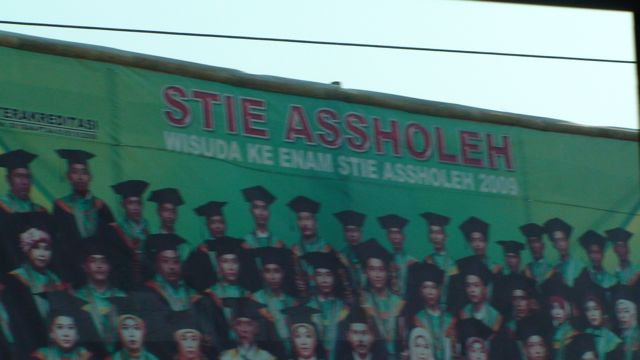 STIE ASSHOLEH
TERAKREDITASI
WISUDA KE ENAM STIE ASSHOLEH 2009